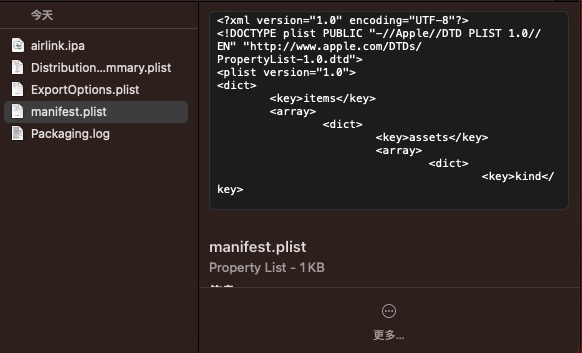 今天
airlink.ipa
Distribution...mmary.plist
ExportOptions.plist
manifest.plist
Packaging.log
<?xml version="1.0" encoding="UTF-8"?>
<!DOCTYPE plist PUBLIC "-//Apple//DTD PLIST 1.0//
EN" "http://www.apple.com/DTDs/
PropertyList-1.0.dtd">
<plist version="1.0">
<dict>
<key>items</key>
<array>
<dict>
<key>assets</key>
<array>
<dict>
<key>kind</
key>
manifest.plist
Property List - 1 KB
更多...